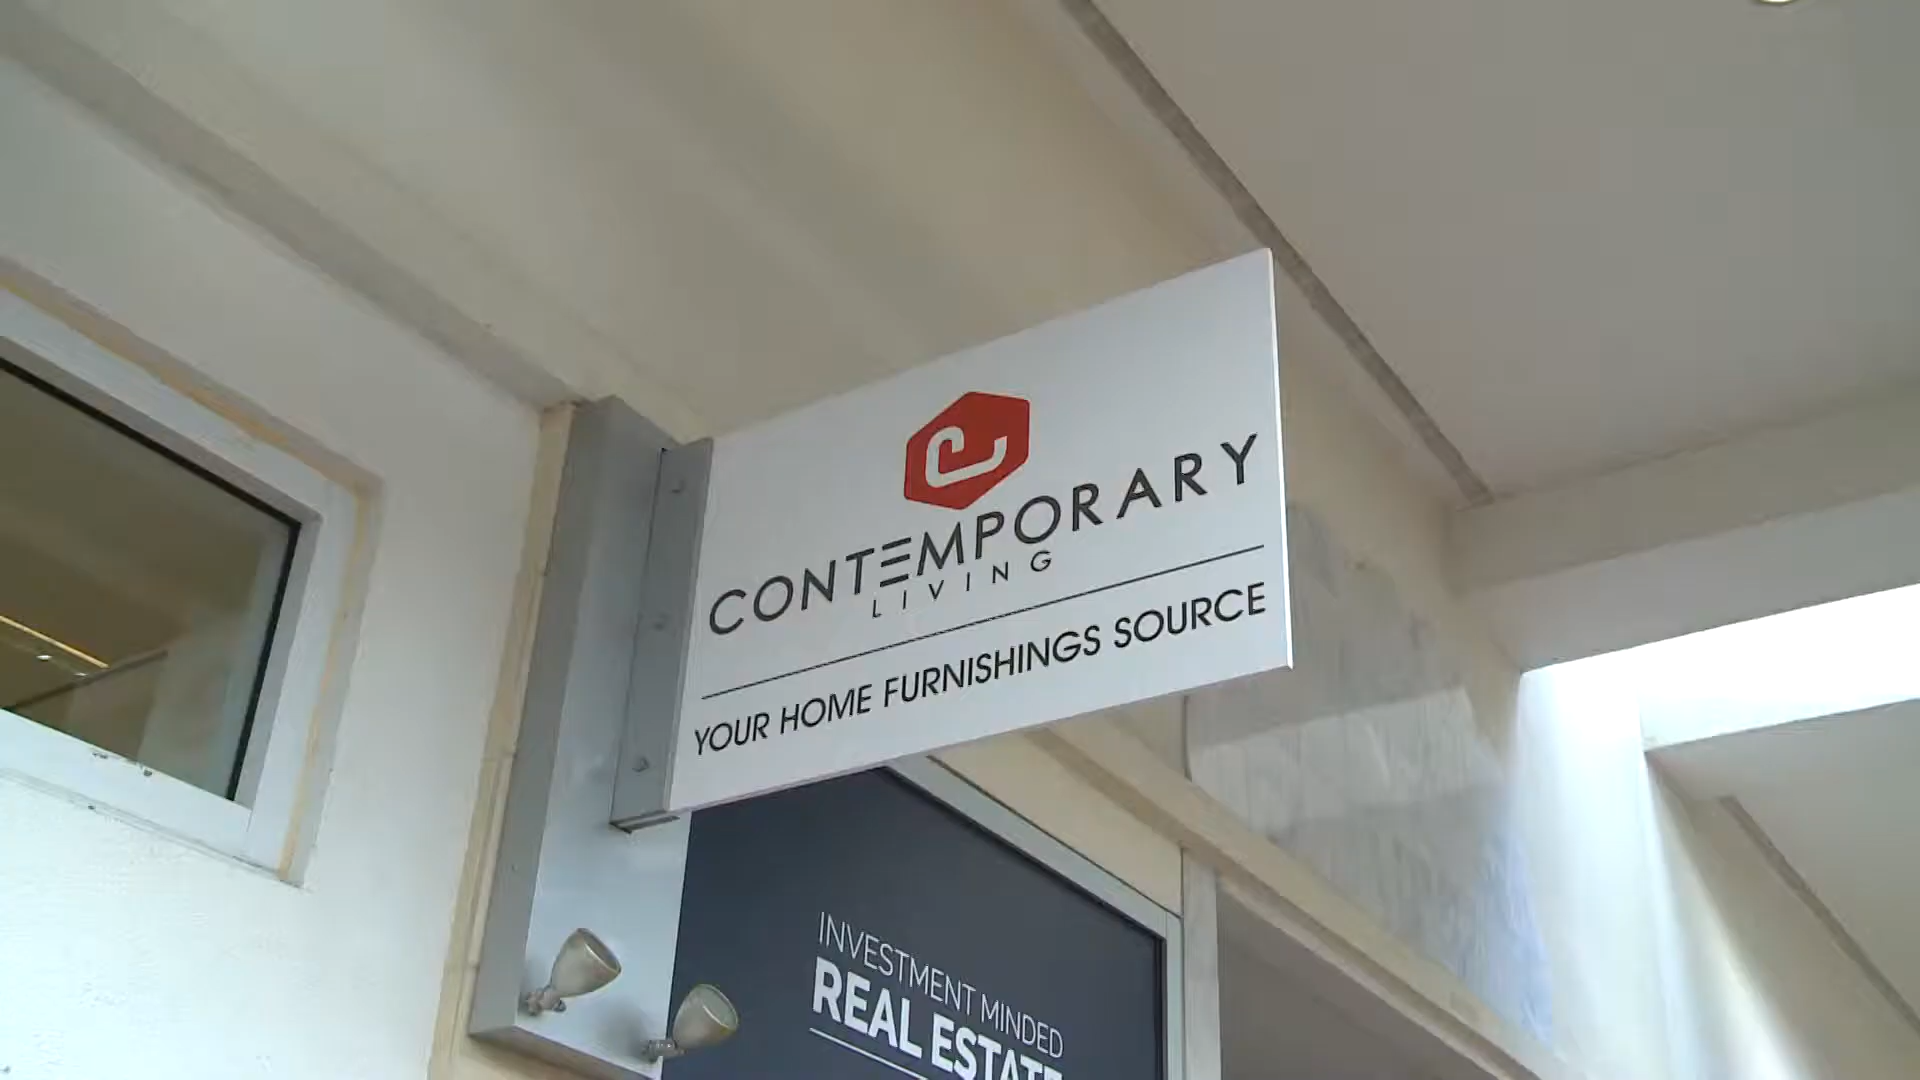 CONTEMPORARY
LIVING
YOUR HOME FURNISHINGS SOURCE
INVESTMENT MINDED
REAL ESTATE